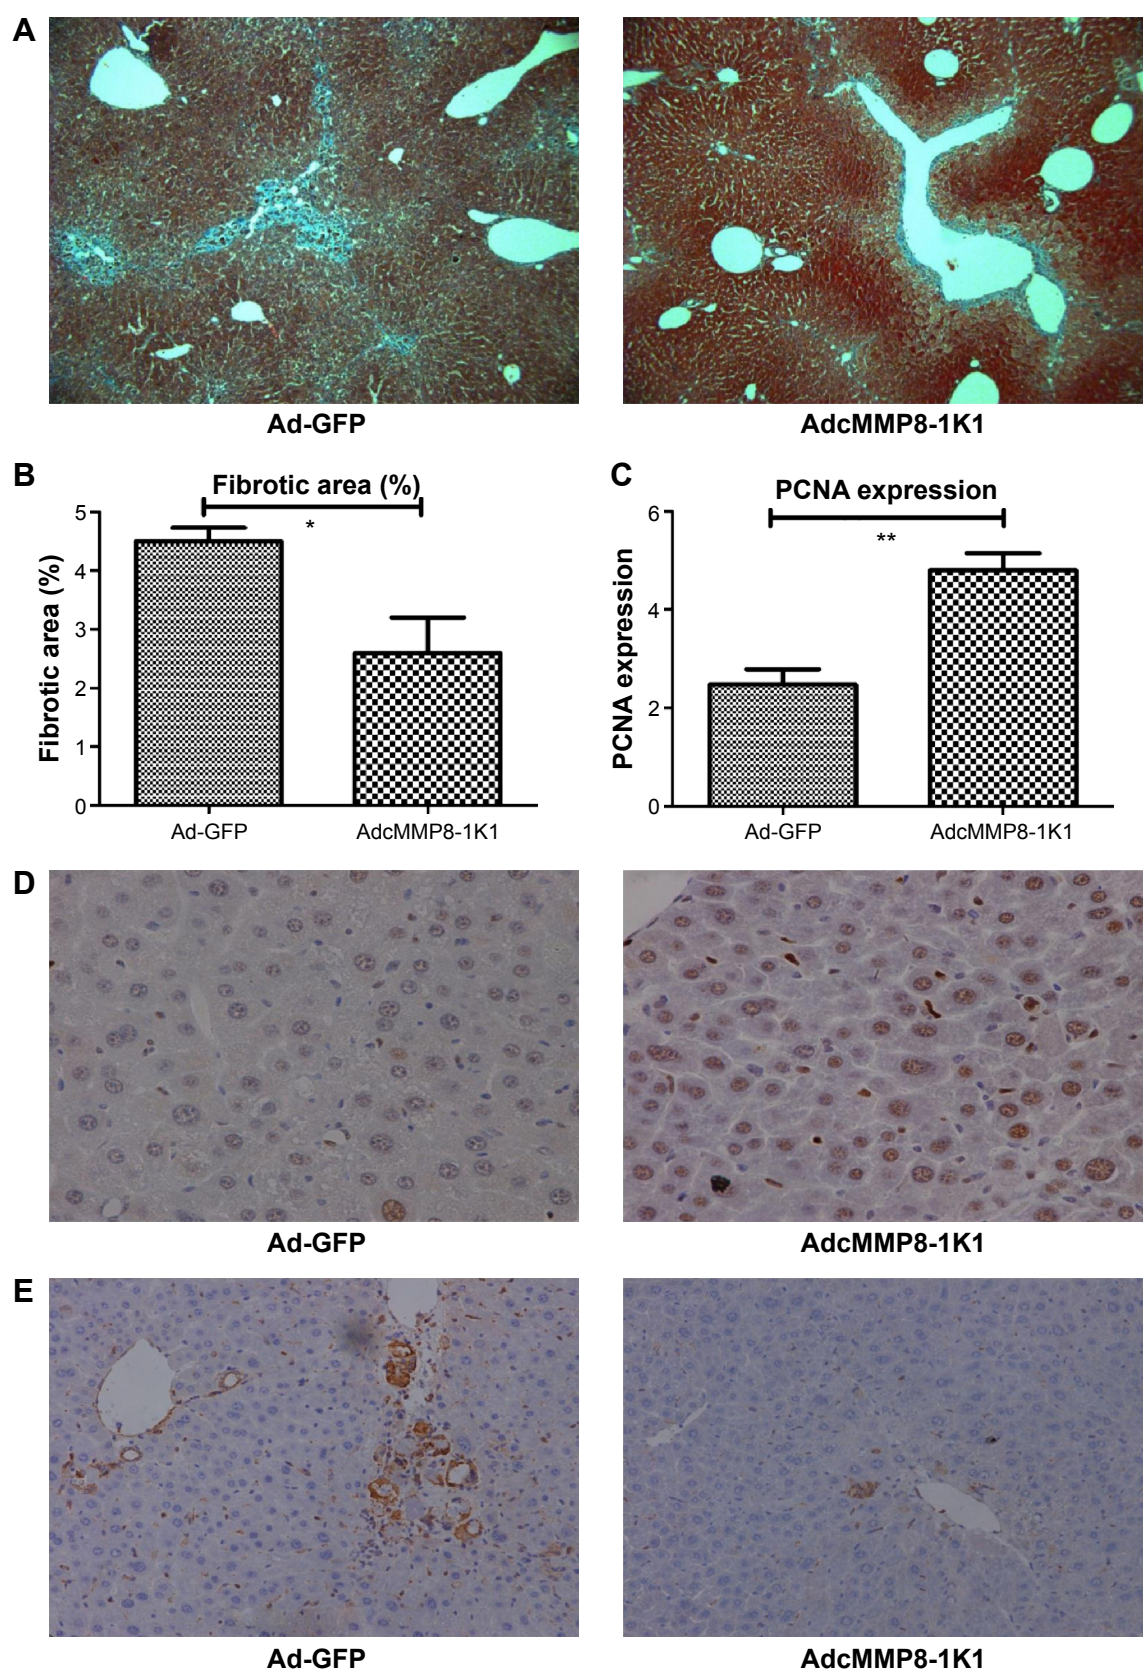 A
Ad-GFP
AdcMMP8-1K1
B
Fibrotic area (%)
*
Fibrotic area (%)
5
4
3
2
1
0
Ad-GFP
AdcMMP8-1K1
C
PCNA expression
**
PCNA expression
6
4
2
0
Ad-GFP
AdcMMP8-1K1
D
Ad-GFP
AdcMMP8-1K1
E
Ad-GFP
AdcMMP8-1K1